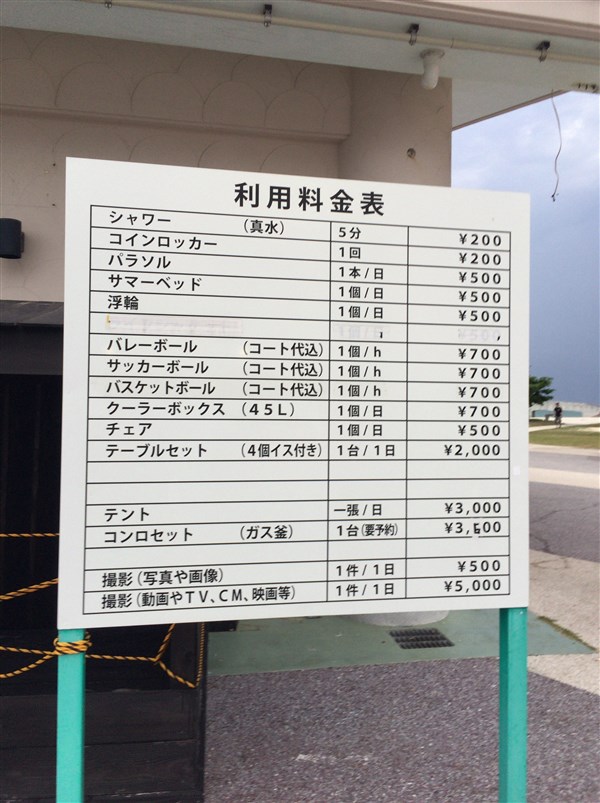 利用料金表
シャワー （真水） 5分 ¥200
コインロッカー 1回 ¥200
パラソル 1本/日 ¥500
サマーベッド 1個/日 ¥500
浮輪 1個/日 ¥500
バレーボール （コート代込） 1個/h ¥700
サッカーボール （コート代込） 1個/h ¥700
バスケットボール （コート代込） 1個/h ¥700
クーラーボックス （45L） 1個/日 ¥700
チェア 1個/日 ¥500
テーブルセット （4個イス付き） 1台/1日 ¥2,000
テント 一張/日 ¥3,000
コンロセット （ガス釜） 1台(要予約) ¥3,500
撮影（写真や画像） 1件/1日 ¥500
撮影（動画やTV、CM、映画等） 1件/1日 ¥5,000